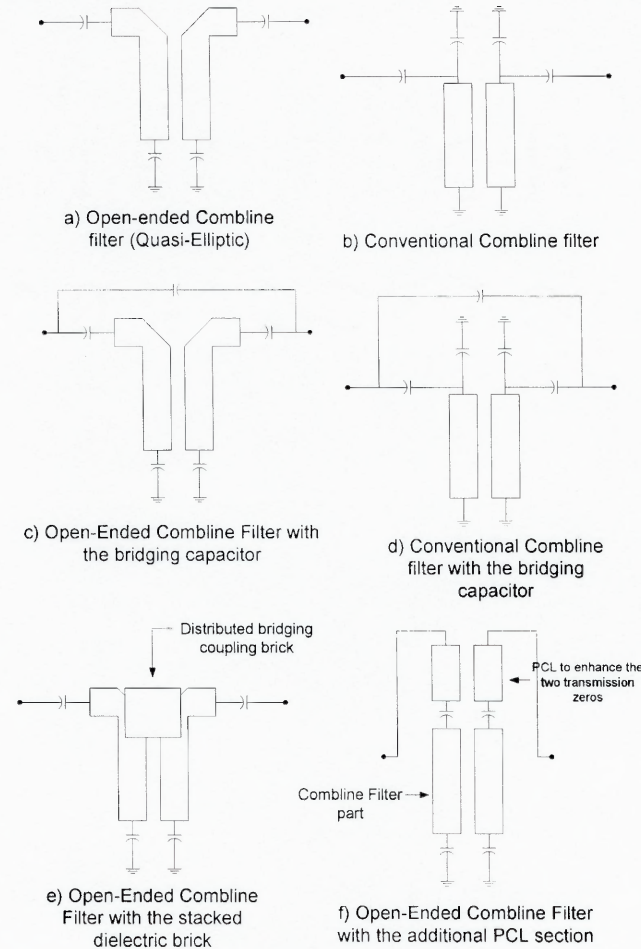 a) Open-ended Combline
filter (Quasi-Elliptic)
b) Conventional Combline filter
c) Open-Ended Combline Filter with
the bridging capacitor
d) Conventional Combline
filter with the bridging
capacitor
Distributed bridging
coupling brick
e) Open-Ended Combline
Filter with the stacked
dielectric brick
PCL to enhance the
two transmission
zeros
Combline Filter
part
f) Open-Ended Combline Filter
with the additional PCL section